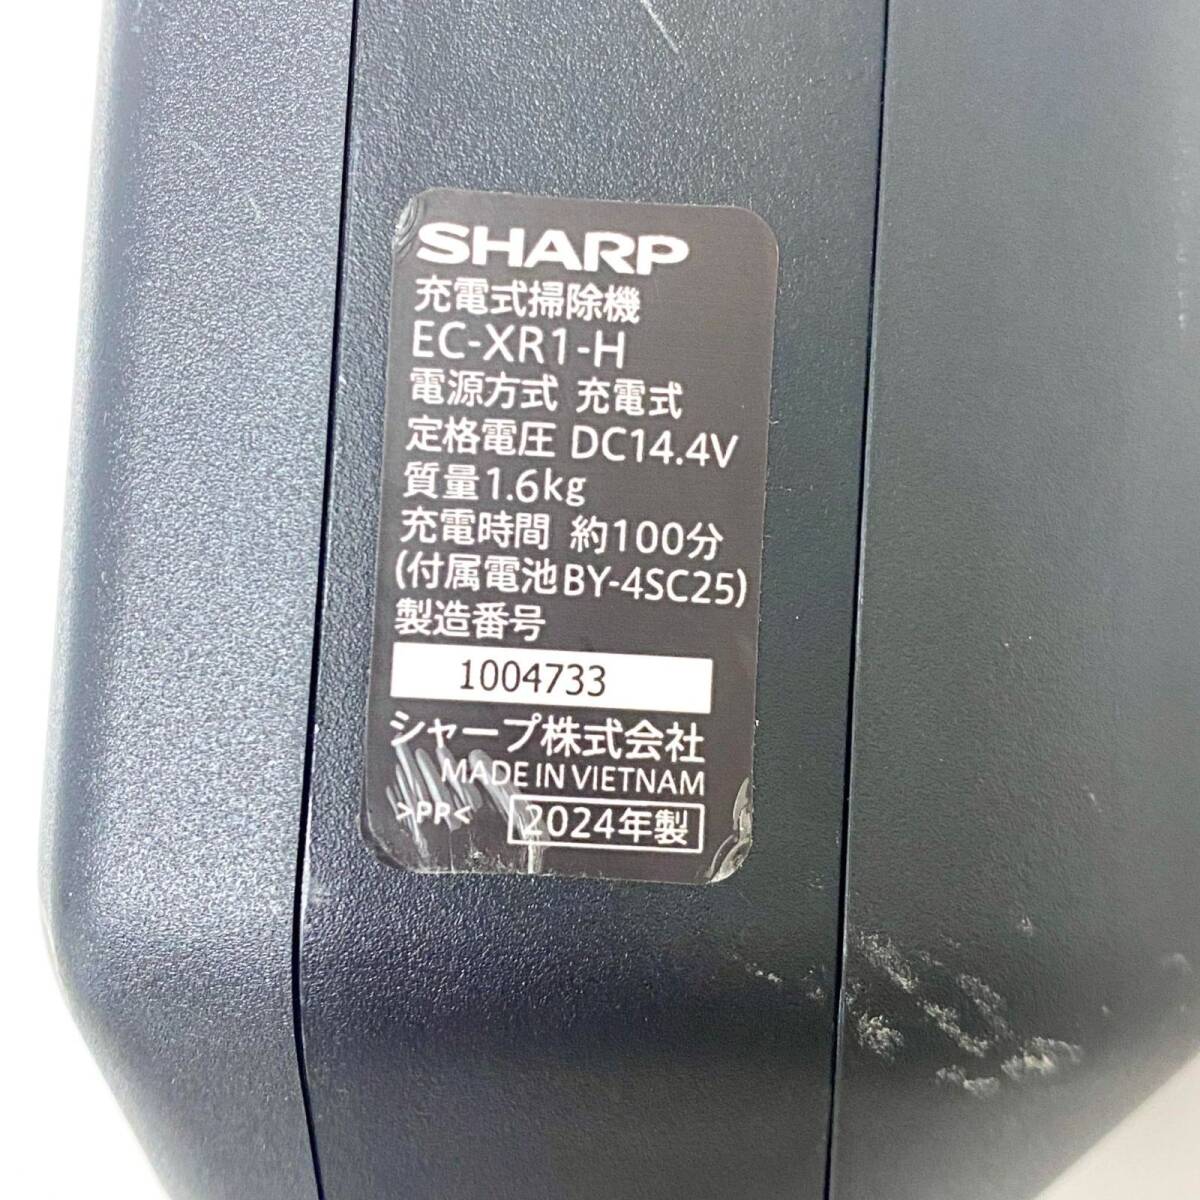 SHARP
充電式掃除機
EC-XR1-H
電源方式 充電式
定格電圧 DC14.4V
質量1.6kg
充電時間 約100分
(付属電池BY-4SC25)
製造番号
1004733
シャープ株式会社
MADE IN VIETNAM
>PP< 2024年製